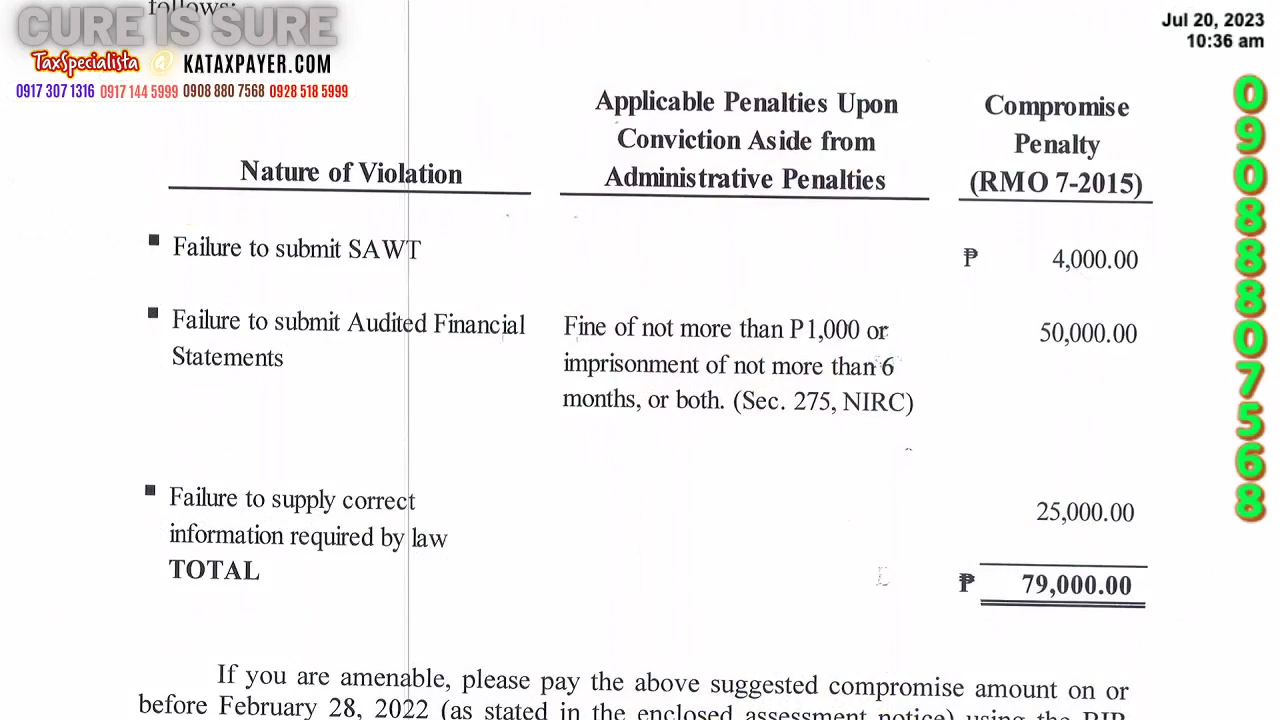 follows:
CURE IS SURE
TaxSpecialista @ KATAXPAYER.COM
0917 307 1316 0917 144 5999 0908 880 7568 0928 518 5999
Jul 20, 2023
10:36 am
09088807568
Nature of Violation
Applicable Penalties Upon
Conviction Aside from
Administrative Penalties
Compromise
Penalty
(RMO 7-2015)
▪ Failure to submit SAWT ₱ 4,000.00
▪ Failure to submit Audited Financial
Statements
Fine of not more than P1,000 or
imprisonment of not more than 6
months, or both. (Sec. 275, NIRC)
50,000.00
▪ Failure to supply correct
information required by law
25,000.00
TOTAL ₱ 79,000.00
If you are amenable, please pay the above suggested compromise amount on or
before February 28, 2022 (as stated in the enclosed assessment notice) using the BIR